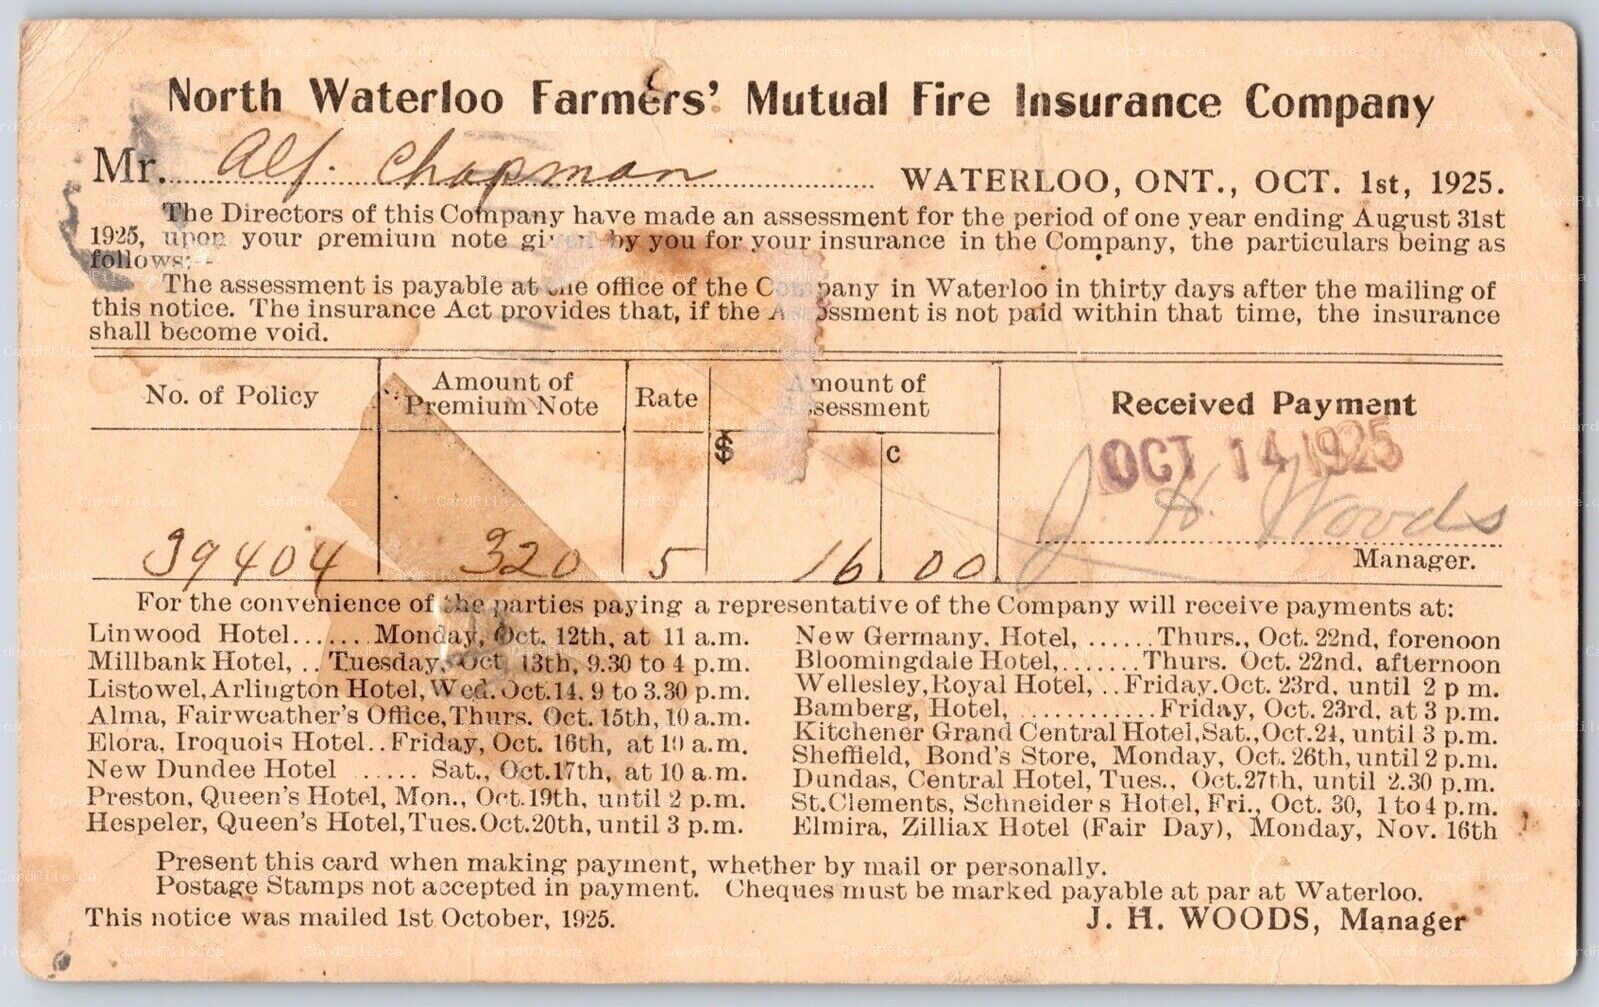 North Waterloo Farmers' Mutual Fire Insurance Company
Mr. Alf. Chapman WATERLOO, ONT., OCT. 1st, 1925.
The Directors of this Company have made an assessment for the period of one year ending August 31st
1925, upon your premium note given by you for your insurance in the Company, the particulars being as
follows:-
The assessment is payable at the office of the Company in Waterloo in thirty days after the mailing of
this notice. The insurance Act provides that, if the Assessment is not paid within that time, the insurance
shall become void.
No. of Policy Amount of Premium Note Rate Amount of Assessment Received Payment
$ c OCT 14 1925
J. H. Woods
39404 320 5 16 00 Manager.
For the convenience of the parties paying a representative of the Company will receive payments at:
Linwood Hotel.......Monday, Oct. 12th, at 11 a.m.
Millbank Hotel, ..Tuesday, Oct 13th, 9.30 to 4 p.m.
Listowel, Arlington Hotel, Wed. Oct. 14. 9 to 3.30 p.m.
Alma, Fairweather's Office, Thurs. Oct. 15th, 10 a.m.
Elora, Iroquois Hotel..Friday, Oct. 16th, at 10 a.m.
New Dundee Hotel ...... Sat., Oct. 17th, at 10 a.m.
Preston, Queen's Hotel, Mon., Oct. 19th, until 2 p.m.
Hespeler, Queen's Hotel, Tues. Oct. 20th, until 3 p.m.
New Germany, Hotel, ......Thurs., Oct. 22nd, forenoon
Bloomingdale Hotel,.......Thurs. Oct. 22nd, afternoon
Wellesley, Royal Hotel, ..Friday. Oct. 23rd, until 2 p m.
Bamberg, Hotel, ............Friday, Oct. 23rd, at 3 p.m.
Kitchener Grand Central Hotel, Sat., Oct. 24, until 3 p.m.
Sheffield, Bond's Store, Monday, Oct. 26th, until 2 p.m.
Dundas, Central Hotel, Tues., Oct. 27th, until 2.30 p.m.
St. Clements, Schneider s Hotel, Fri., Oct. 30, 1 to 4 p.m.
Elmira, Zilliax Hotel (Fair Day), Monday, Nov. 16th
Present this card when making payment, whether by mail or personally.
Postage Stamps not accepted in payment. Cheques must be marked payable at par at Waterloo.
This notice was mailed 1st October, 1925. J. H. WOODS, Manager